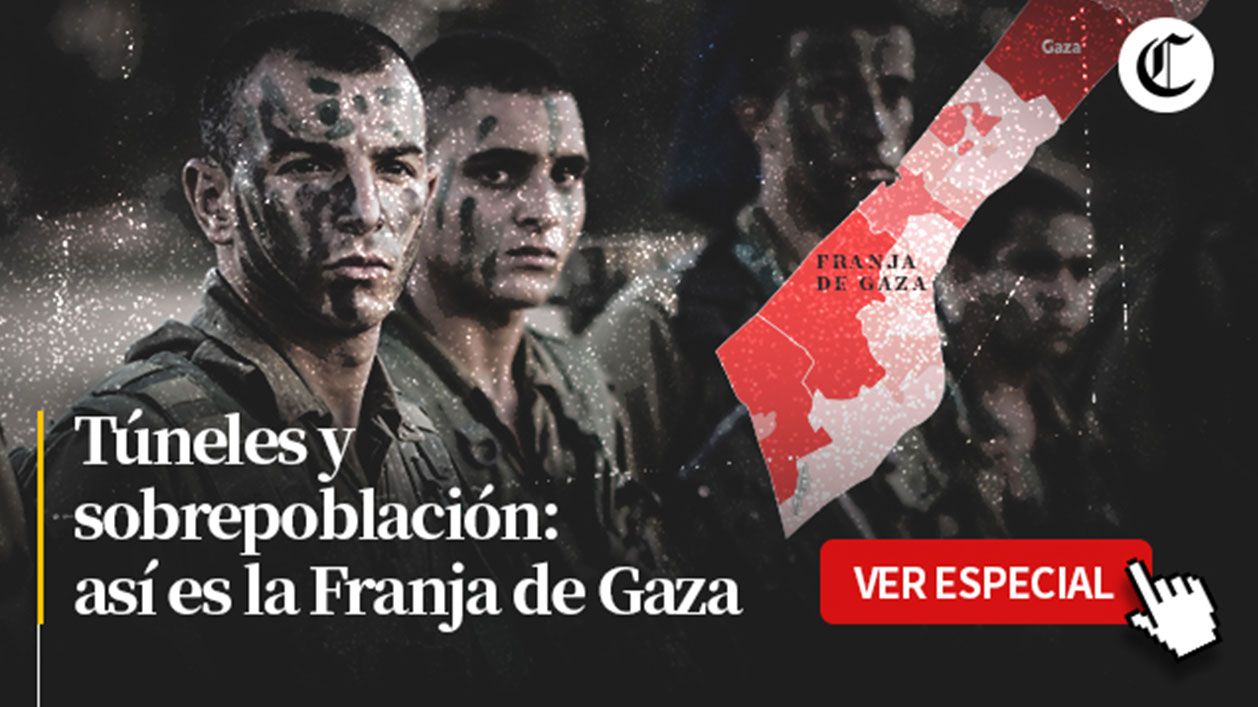 Gaza
C
FRANJA
DE GAZA
Túneles y
sobrepoblación:
así es la Franja de Gaza
VER ESPECIAL